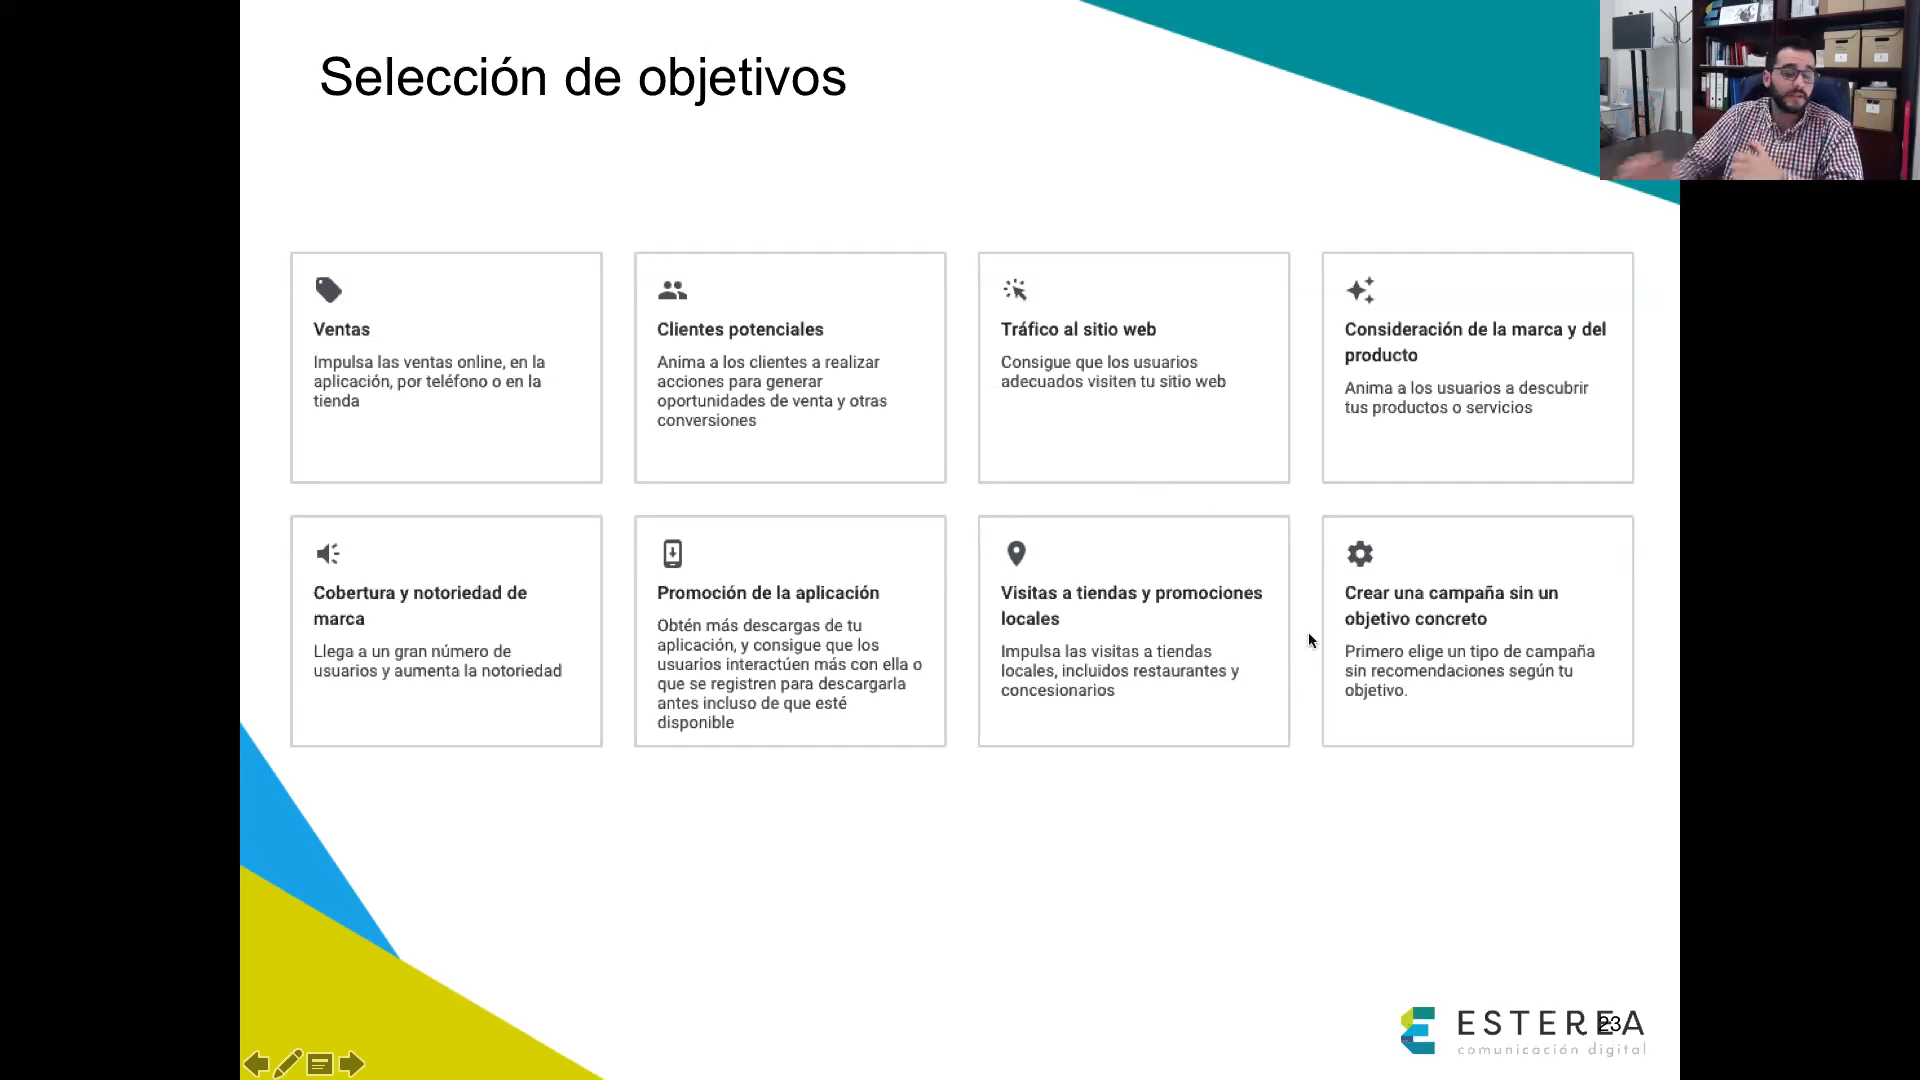 Selección de objetivos
Ventas
Impulsa las ventas online, en la
aplicación, por teléfono o en la
tienda
Clientes potenciales
Anima a los clientes a realizar
acciones para generar
oportunidades de venta y otras
conversiones
Tráfico al sitio web
Consigue que los usuarios
adecuados visiten tu sitio web
Consideración de la marca y del
producto
Anima a los usuarios a descubrir
tus productos o servicios
Cobertura y notoriedad de
marca
Llega a un gran número de
usuarios y aumenta la notoriedad
Promoción de la aplicación
Obtén más descargas de tu
aplicación, y consigue que los
usuarios interactúen más con ella o
que se registren para descargarla
antes incluso de que esté
disponible
Visitas a tiendas y promociones
locales
Impulsa las visitas a tiendas
locales, incluidos restaurantes y
concesionarios
Crear una campaña sin un
objetivo concreto
Primero elige un tipo de campaña
sin recomendaciones según tu
objetivo.
ESTEREA
23
comunicación digital